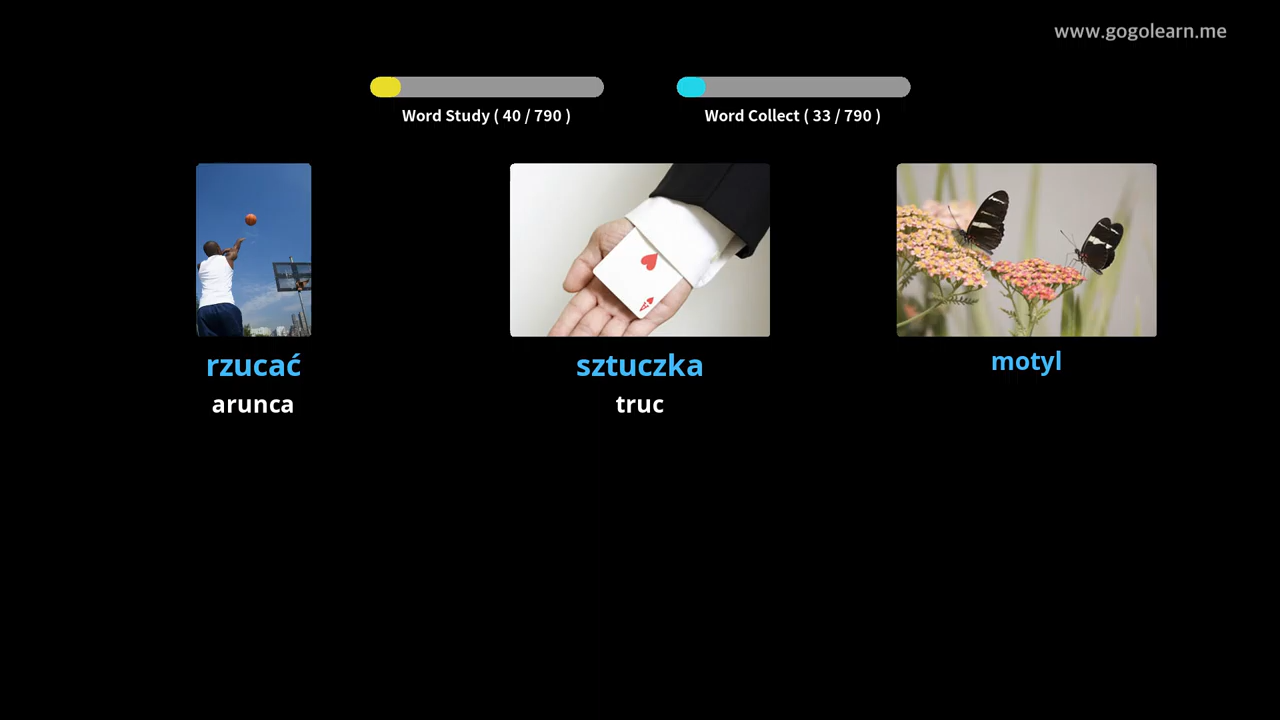 www.gogolearn.me
Word Study ( 40 / 790 )
Word Collect ( 33 / 790 )
rzucać
sztuczka
motyl
arunca
truc